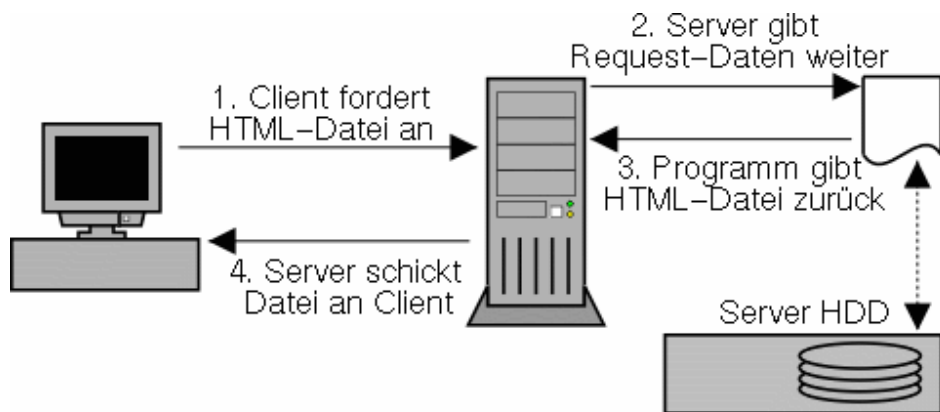 1. Client fordert
HTML–Datei an
2. Server gibt
Request–Daten weiter
3. Programm gibt
HTML–Datei zurück
4. Server schickt
Datei an Client
Server HDD